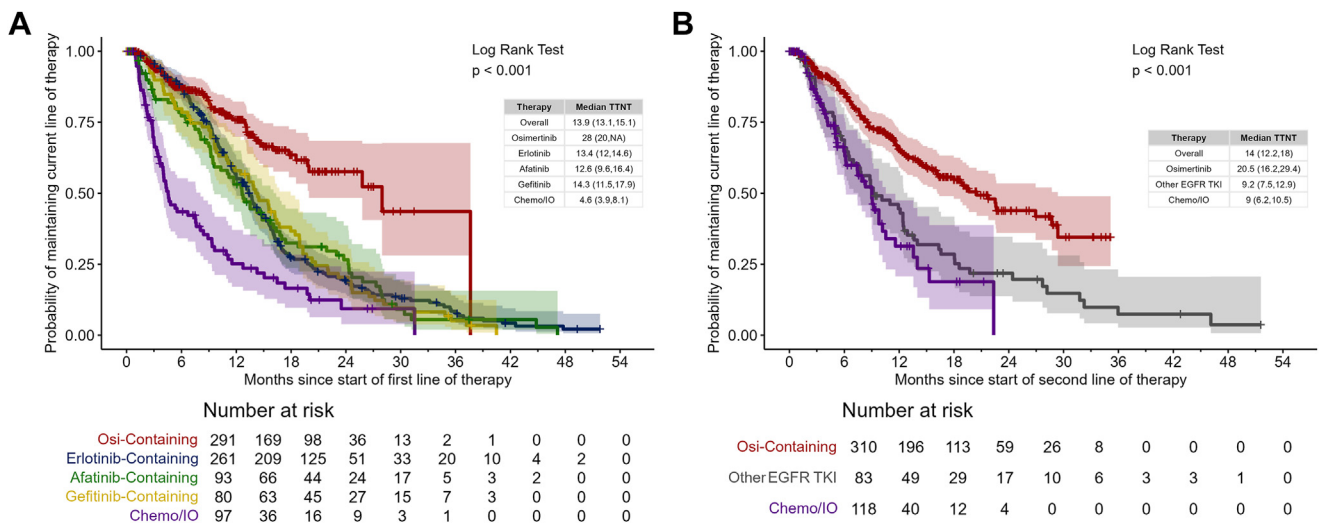 A
Probability of maintaining current line of therapy
1.00
0.75
0.50
0.25
0.00
Log Rank Test
p < 0.001
Therapy Median TTNT
Overall 13.9 (13.1,15.1)
Osimertinib 28 (20,NA)
Erlotinib 13.4 (12,14.6)
Afatinib 12.6 (9.6,16.4)
Gefitinib 14.3 (11.5,17.9)
Chemo/IO 4.6 (3.9,8.1)
0 6 12 18 24 30 36 42 48 54
Months since start of first line of therapy
Number at risk
Osi-Containing 291 169 98 36 13 2 1 0 0 0
Erlotinib-Containing 261 209 125 51 33 20 10 4 2 0
Afatinib-Containing 93 66 44 24 17 5 3 2 0 0
Gefitinib-Containing 80 63 45 27 15 7 3 0 0 0
Chemo/IO 97 36 16 9 3 1 0 0 0 0
B
Probability of maintaining current line of therapy
1.00
0.75
0.50
0.25
0.00
Log Rank Test
p < 0.001
Therapy Median TTNT
Overall 14 (12.2,18)
Osimertinib 20.5 (16.2,29.4)
Other EGFR TKI 9.2 (7.5,12.9)
Chemo/IO 9 (6.2,10.5)
0 6 12 18 24 30 36 42 48 54
Months since start of second line of therapy
Number at risk
Osi-Containing 310 196 113 59 26 8 0 0 0 0
Other EGFR TKI 83 49 29 17 10 6 3 3 1 0
Chemo/IO 118 40 12 4 0 0 0 0 0 0